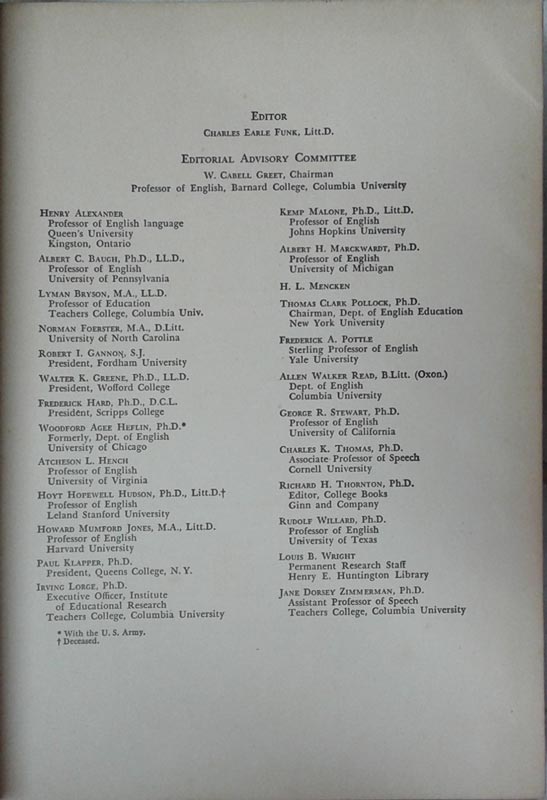 EDITOR
CHARLES EARLE FUNK, Litt.D.
EDITORIAL ADVISORY COMMITTEE
W. CABELL GREET, Chairman
Professor of English, Barnard College, Columbia University
HENRY ALEXANDER
Professor of English language
Queen's University
Kingston, Ontario
ALBERT C. BAUGH, Ph.D., LL.D.,
Professor of English
University of Pennsylvania
LYMAN BRYSON, M.A., LL.D.
Professor of Education
Teachers College, Columbia Univ.
NORMAN FOERSTER, M.A., D.Litt.
University of North Carolina
ROBERT I. GANNON, S.J.
President, Fordham University
WALTER K. GREENE, Ph.D., LL.D.
President, Wofford College
FREDERICK HARD, Ph.D., D.C.L.
President, Scripps College
WOODFORD AGEE HEFLIN, Ph.D.*
Formerly, Dept. of English
University of Chicago
ATCHESON L. HENCH
Professor of English
University of Virginia
HOYT HOPEWELL HUDSON, Ph.D., Litt.D.†
Professor of English
Leland Stanford University
HOWARD MUMFORD JONES, M.A., Litt.D.
Professor of English
Harvard University
PAUL KLAPPER, Ph.D.
President, Queens College, N. Y.
IRVING LORGE, Ph.D.
Executive Officer, Institute
of Educational Research
Teachers College, Columbia University
* With the U. S. Army.
† Deceased.
KEMP MALONE, Ph.D., Litt.D.
Professor of English
Johns Hopkins University
ALBERT H. MARCKWARDT, Ph.D.
Professor of English
University of Michigan
H. L. MENCKEN
THOMAS CLARK POLLOCK, Ph.D.
Chairman, Dept. of English Education
New York University
FREDERICK A. POTTLE
Sterling Professor of English
Yale University
ALLEN WALKER READ, B.Litt. (Oxon.)
Dept. of English
Columbia University
GEORGE R. STEWART, Ph.D.
Professor of English
University of California
CHARLES K. THOMAS, Ph.D.
Associate Professor of Speech
Cornell University
RICHARD H. THORNTON, Ph.D.
Editor, College Books
Ginn and Company
RUDOLF WILLARD, Ph.D.
Professor of English
University of Texas
LOUIS B. WRIGHT
Permanent Research Staff
Henry E. Huntington Library
JANE DORSEY ZIMMERMAN, Ph.D.
Assistant Professor of Speech
Teachers College, Columbia University